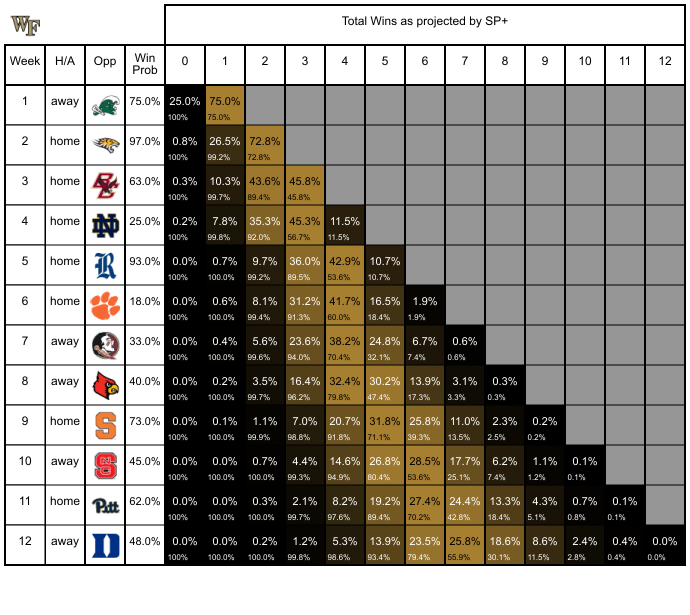 WF
Total Wins as projected by SP+
Week H/A Opp Win Prob 0 1 2 3 4 5 6 7 8 9 10 11 12
1 away 75.0% 25.0% 75.0%
100% 75.0%
2 home 97.0% 0.8% 26.5% 72.8%
100% 99.2% 72.8%
3 home BC 63.0% 0.3% 10.3% 43.6% 45.8%
100% 99.7% 89.4% 45.8%
4 home ND 25.0% 0.2% 7.8% 35.3% 45.3% 11.5%
100% 99.8% 92.0% 56.7% 11.5%
5 home R 93.0% 0.0% 0.7% 9.7% 36.0% 42.9% 10.7%
100% 100.0% 99.2% 89.5% 53.6% 10.7%
6 home 18.0% 0.0% 0.6% 8.1% 31.2% 41.7% 16.5% 1.9%
100% 100.0% 99.4% 91.3% 60.0% 18.4% 1.9%
7 away 33.0% 0.0% 0.4% 5.6% 23.6% 38.2% 24.8% 6.7% 0.6%
100% 100.0% 99.6% 94.0% 70.4% 32.1% 7.4% 0.6%
8 away 40.0% 0.0% 0.2% 3.5% 16.4% 32.4% 30.2% 13.9% 3.1% 0.3%
100% 100.0% 99.7% 96.2% 79.8% 47.4% 17.3% 3.3% 0.3%
9 home S 73.0% 0.0% 0.1% 1.1% 7.0% 20.7% 31.8% 25.8% 11.0% 2.3% 0.2%
100% 100.0% 99.9% 98.8% 91.8% 71.1% 39.3% 13.5% 2.5% 0.2%
10 away NCS 45.0% 0.0% 0.0% 0.7% 4.4% 14.6% 26.8% 28.5% 17.7% 6.2% 1.1% 0.1%
100% 100.0% 100.0% 99.3% 94.9% 80.4% 53.6% 25.1% 7.4% 1.2% 0.1%
11 home Pitt 62.0% 0.0% 0.0% 0.3% 2.1% 8.2% 19.2% 27.4% 24.4% 13.3% 4.3% 0.7% 0.1%
100% 100.0% 100.0% 99.7% 97.6% 89.4% 70.2% 42.8% 18.4% 5.1% 0.8% 0.1%
12 away D 48.0% 0.0% 0.0% 0.2% 1.2% 5.3% 13.9% 23.5% 25.8% 18.6% 8.6% 2.4% 0.4% 0.0%
100% 100.0% 100.0% 99.8% 98.6% 93.4% 79.4% 55.9% 30.1% 11.5% 2.8% 0.4% 0.0%